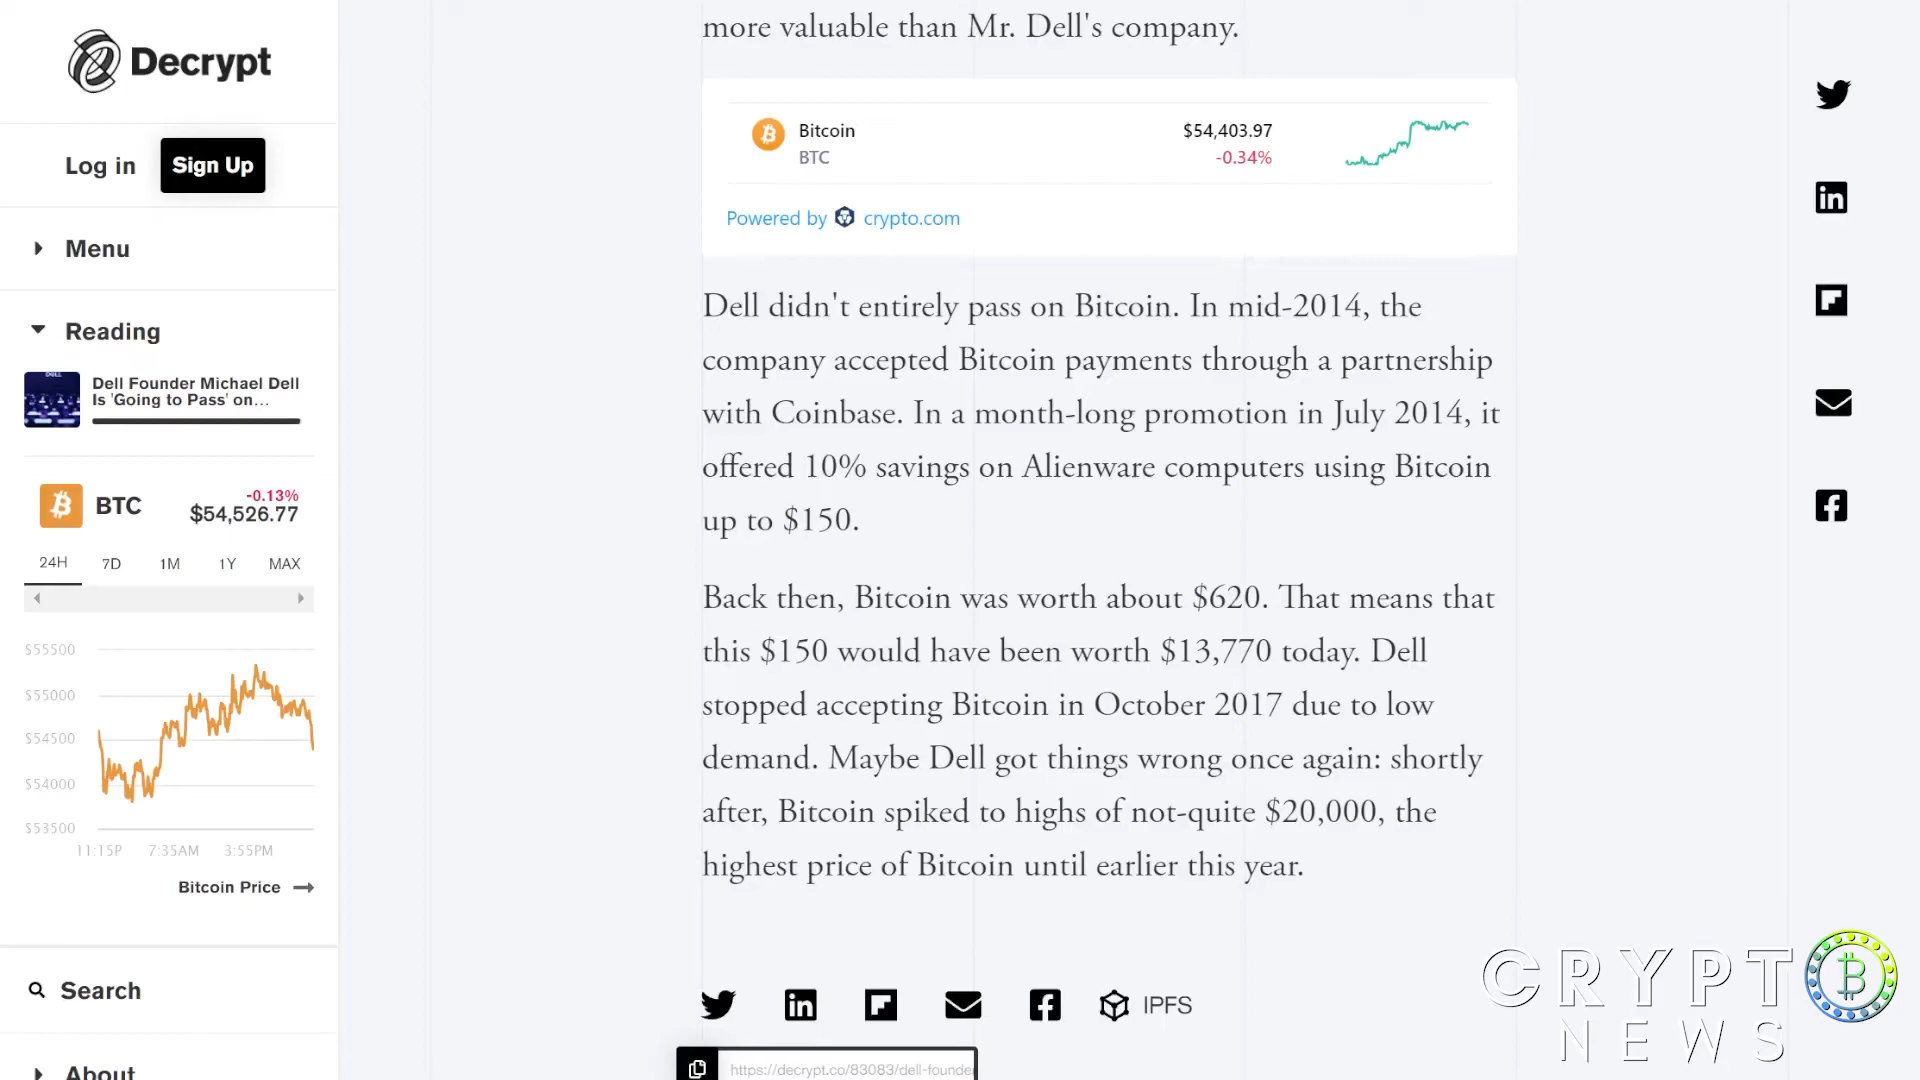 Decrypt
Log in
Sign Up
Menu
Reading
DELL
Dell Founder Michael Dell
Is 'Going to Pass' on...
BTC
-0.13%
$54,526.77
24H 7D 1M 1Y MAX
$55500
$55000
$54500
$54000
$53500
11:15P 7:35AM 3:55PM
Bitcoin Price
Search
About
more valuable than Mr. Dell's company.
Bitcoin $54,403.97
BTC -0.34%
Powered by crypto.com
Dell didn't entirely pass on Bitcoin. In mid-2014, the
company accepted Bitcoin payments through a partnership
with Coinbase. In a month-long promotion in July 2014, it
offered 10% savings on Alienware computers using Bitcoin
up to $150.
Back then, Bitcoin was worth about $620. That means that
this $150 would have been worth $13,770 today. Dell
stopped accepting Bitcoin in October 2017 due to low
demand. Maybe Dell got things wrong once again: shortly
after, Bitcoin spiked to highs of not-quite $20,000, the
highest price of Bitcoin until earlier this year.
IPFS
https://decrypt.co/83083/dell-founder
CRYPT
NEWS